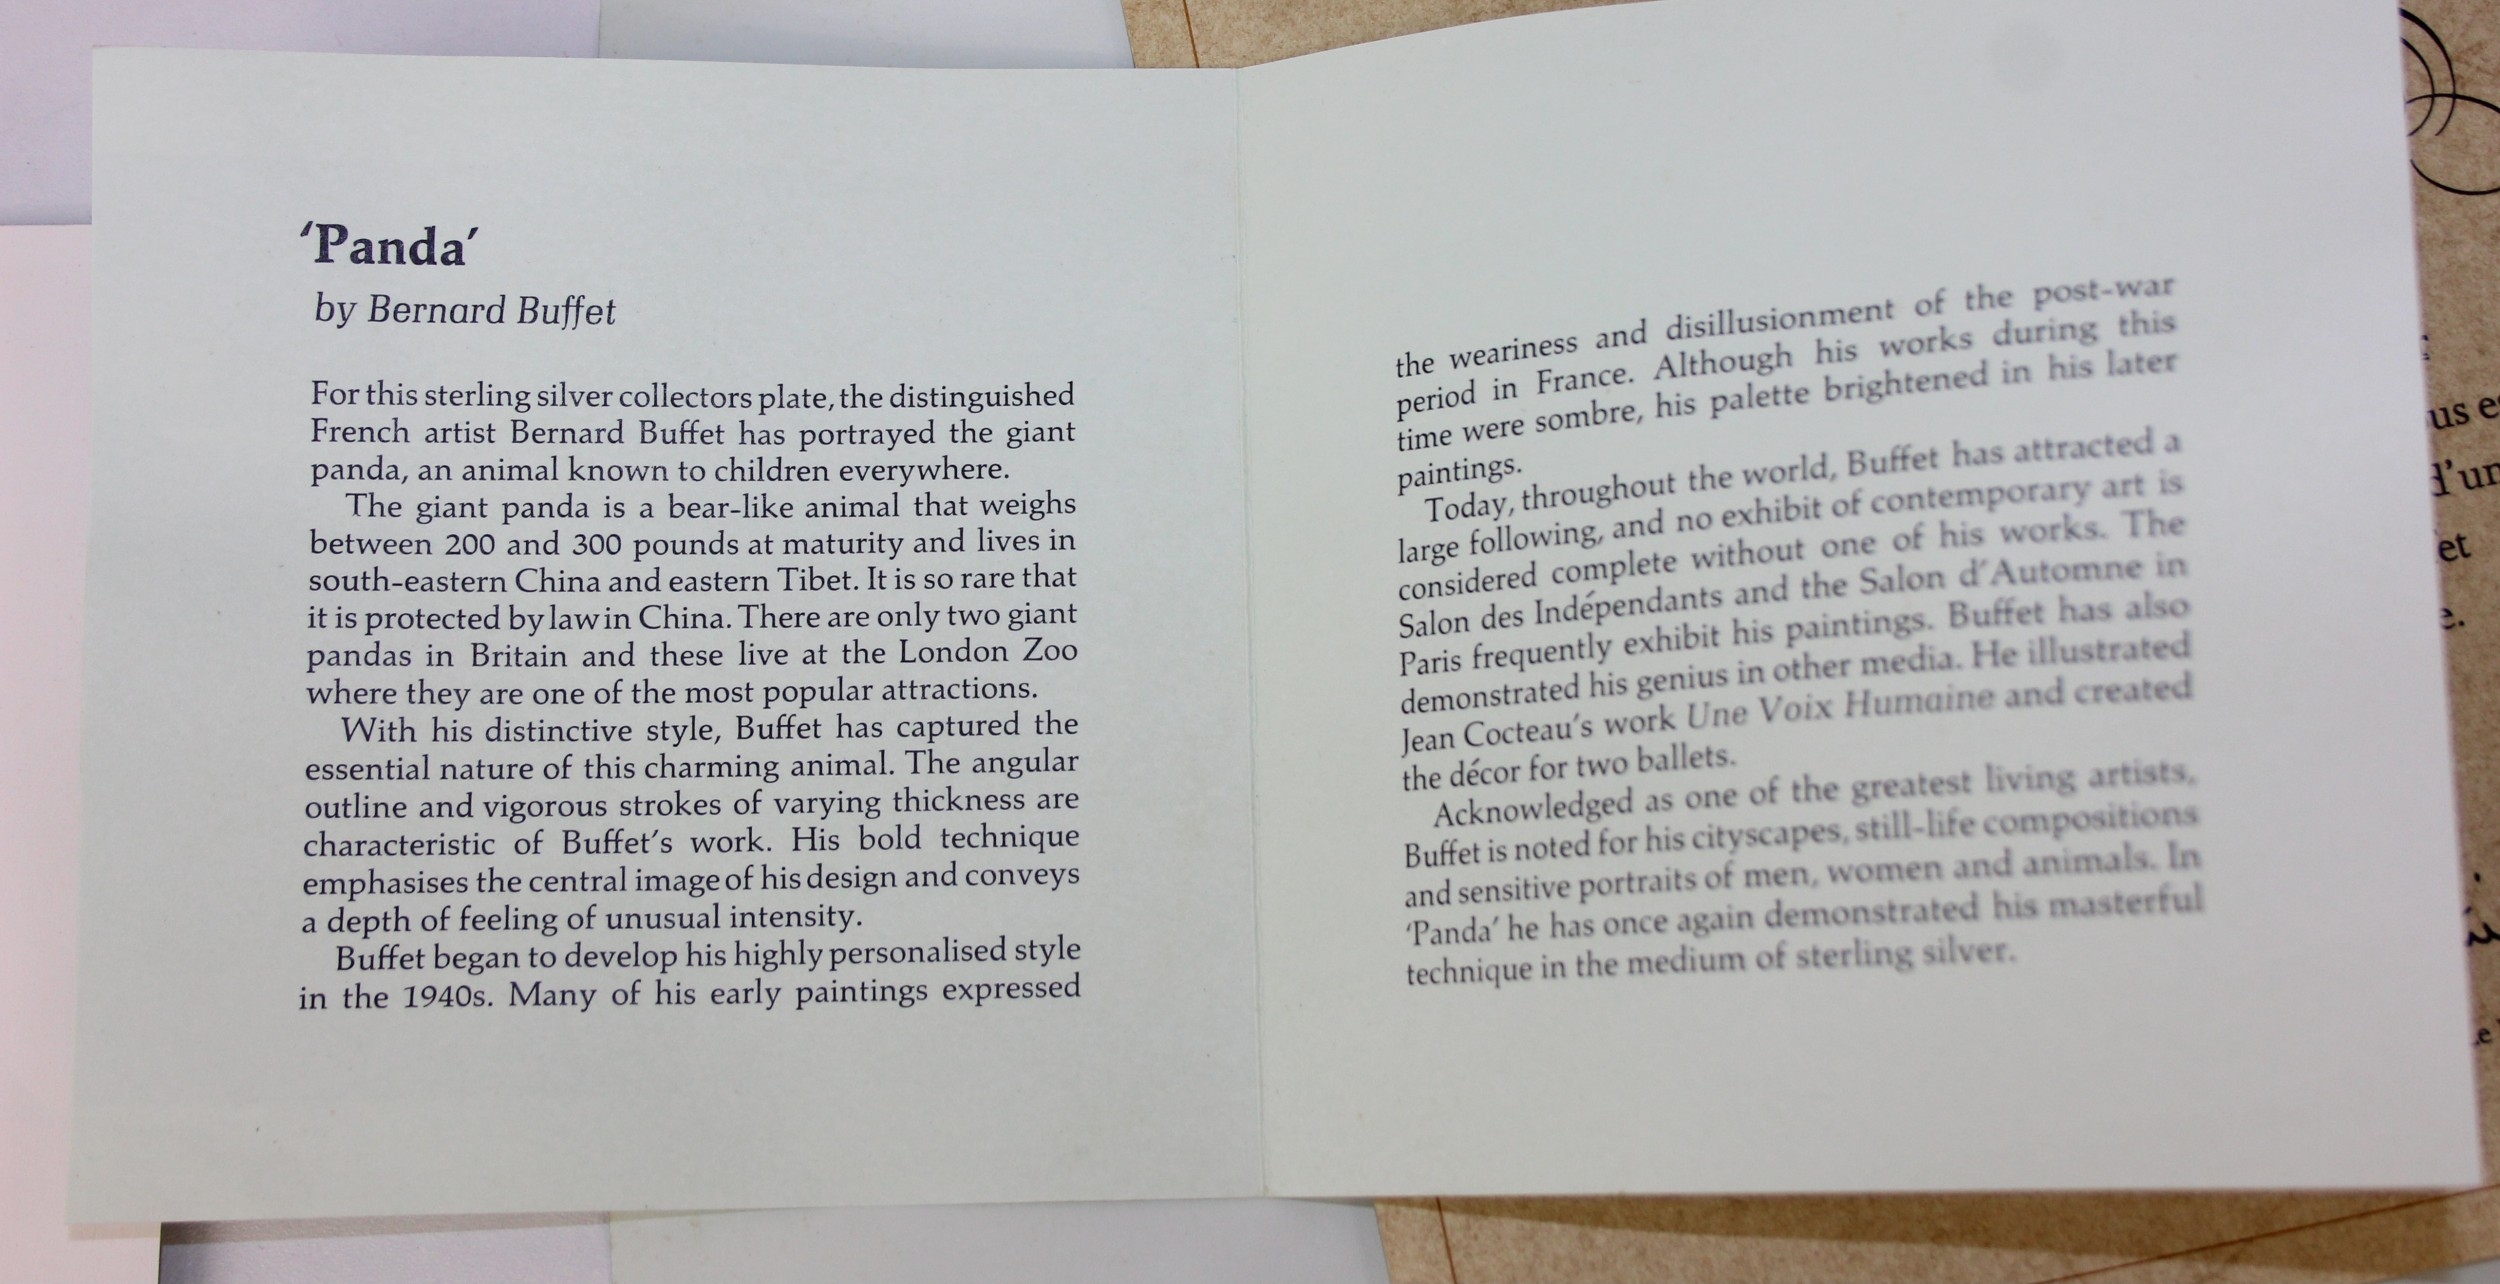 ‘Panda’
by Bernard Buffet
For this sterling silver collectors plate, the distinguished
French artist Bernard Buffet has portrayed the giant
panda, an animal known to children everywhere.
The giant panda is a bear-like animal that weighs
between 200 and 300 pounds at maturity and lives in
south-eastern China and eastern Tibet. It is so rare that
it is protected by law in China. There are only two giant
pandas in Britain and these live at the London Zoo
where they are one of the most popular attractions.
With his distinctive style, Buffet has captured the
essential nature of this charming animal. The angular
outline and vigorous strokes of varying thickness are
characteristic of Buffet’s work. His bold technique
emphasises the central image of his design and conveys
a depth of feeling of unusual intensity.
Buffet began to develop his highly personalised style
in the 1940s. Many of his early paintings expressed
the weariness and disillusionment of the post-war
period in France. Although his works during this
time were sombre, his palette brightened in his later
paintings.
Today, throughout the world, Buffet has attracted a
large following, and no exhibit of contemporary art is
considered complete without one of his works. The
Salon des Indépendants and the Salon d’Automne in
Paris frequently exhibit his paintings. Buffet has also
demonstrated his genius in other media. He illustrated
Jean Cocteau’s work Une Voix Humaine and created
the décor for two ballets.
Acknowledged as one of the greatest living artists,
Buffet is noted for his cityscapes, still-life compositions
and sensitive portraits of men, women and animals. In
‘Panda’ he has once again demonstrated his masterful
technique in the medium of sterling silver.
us
d’un
et